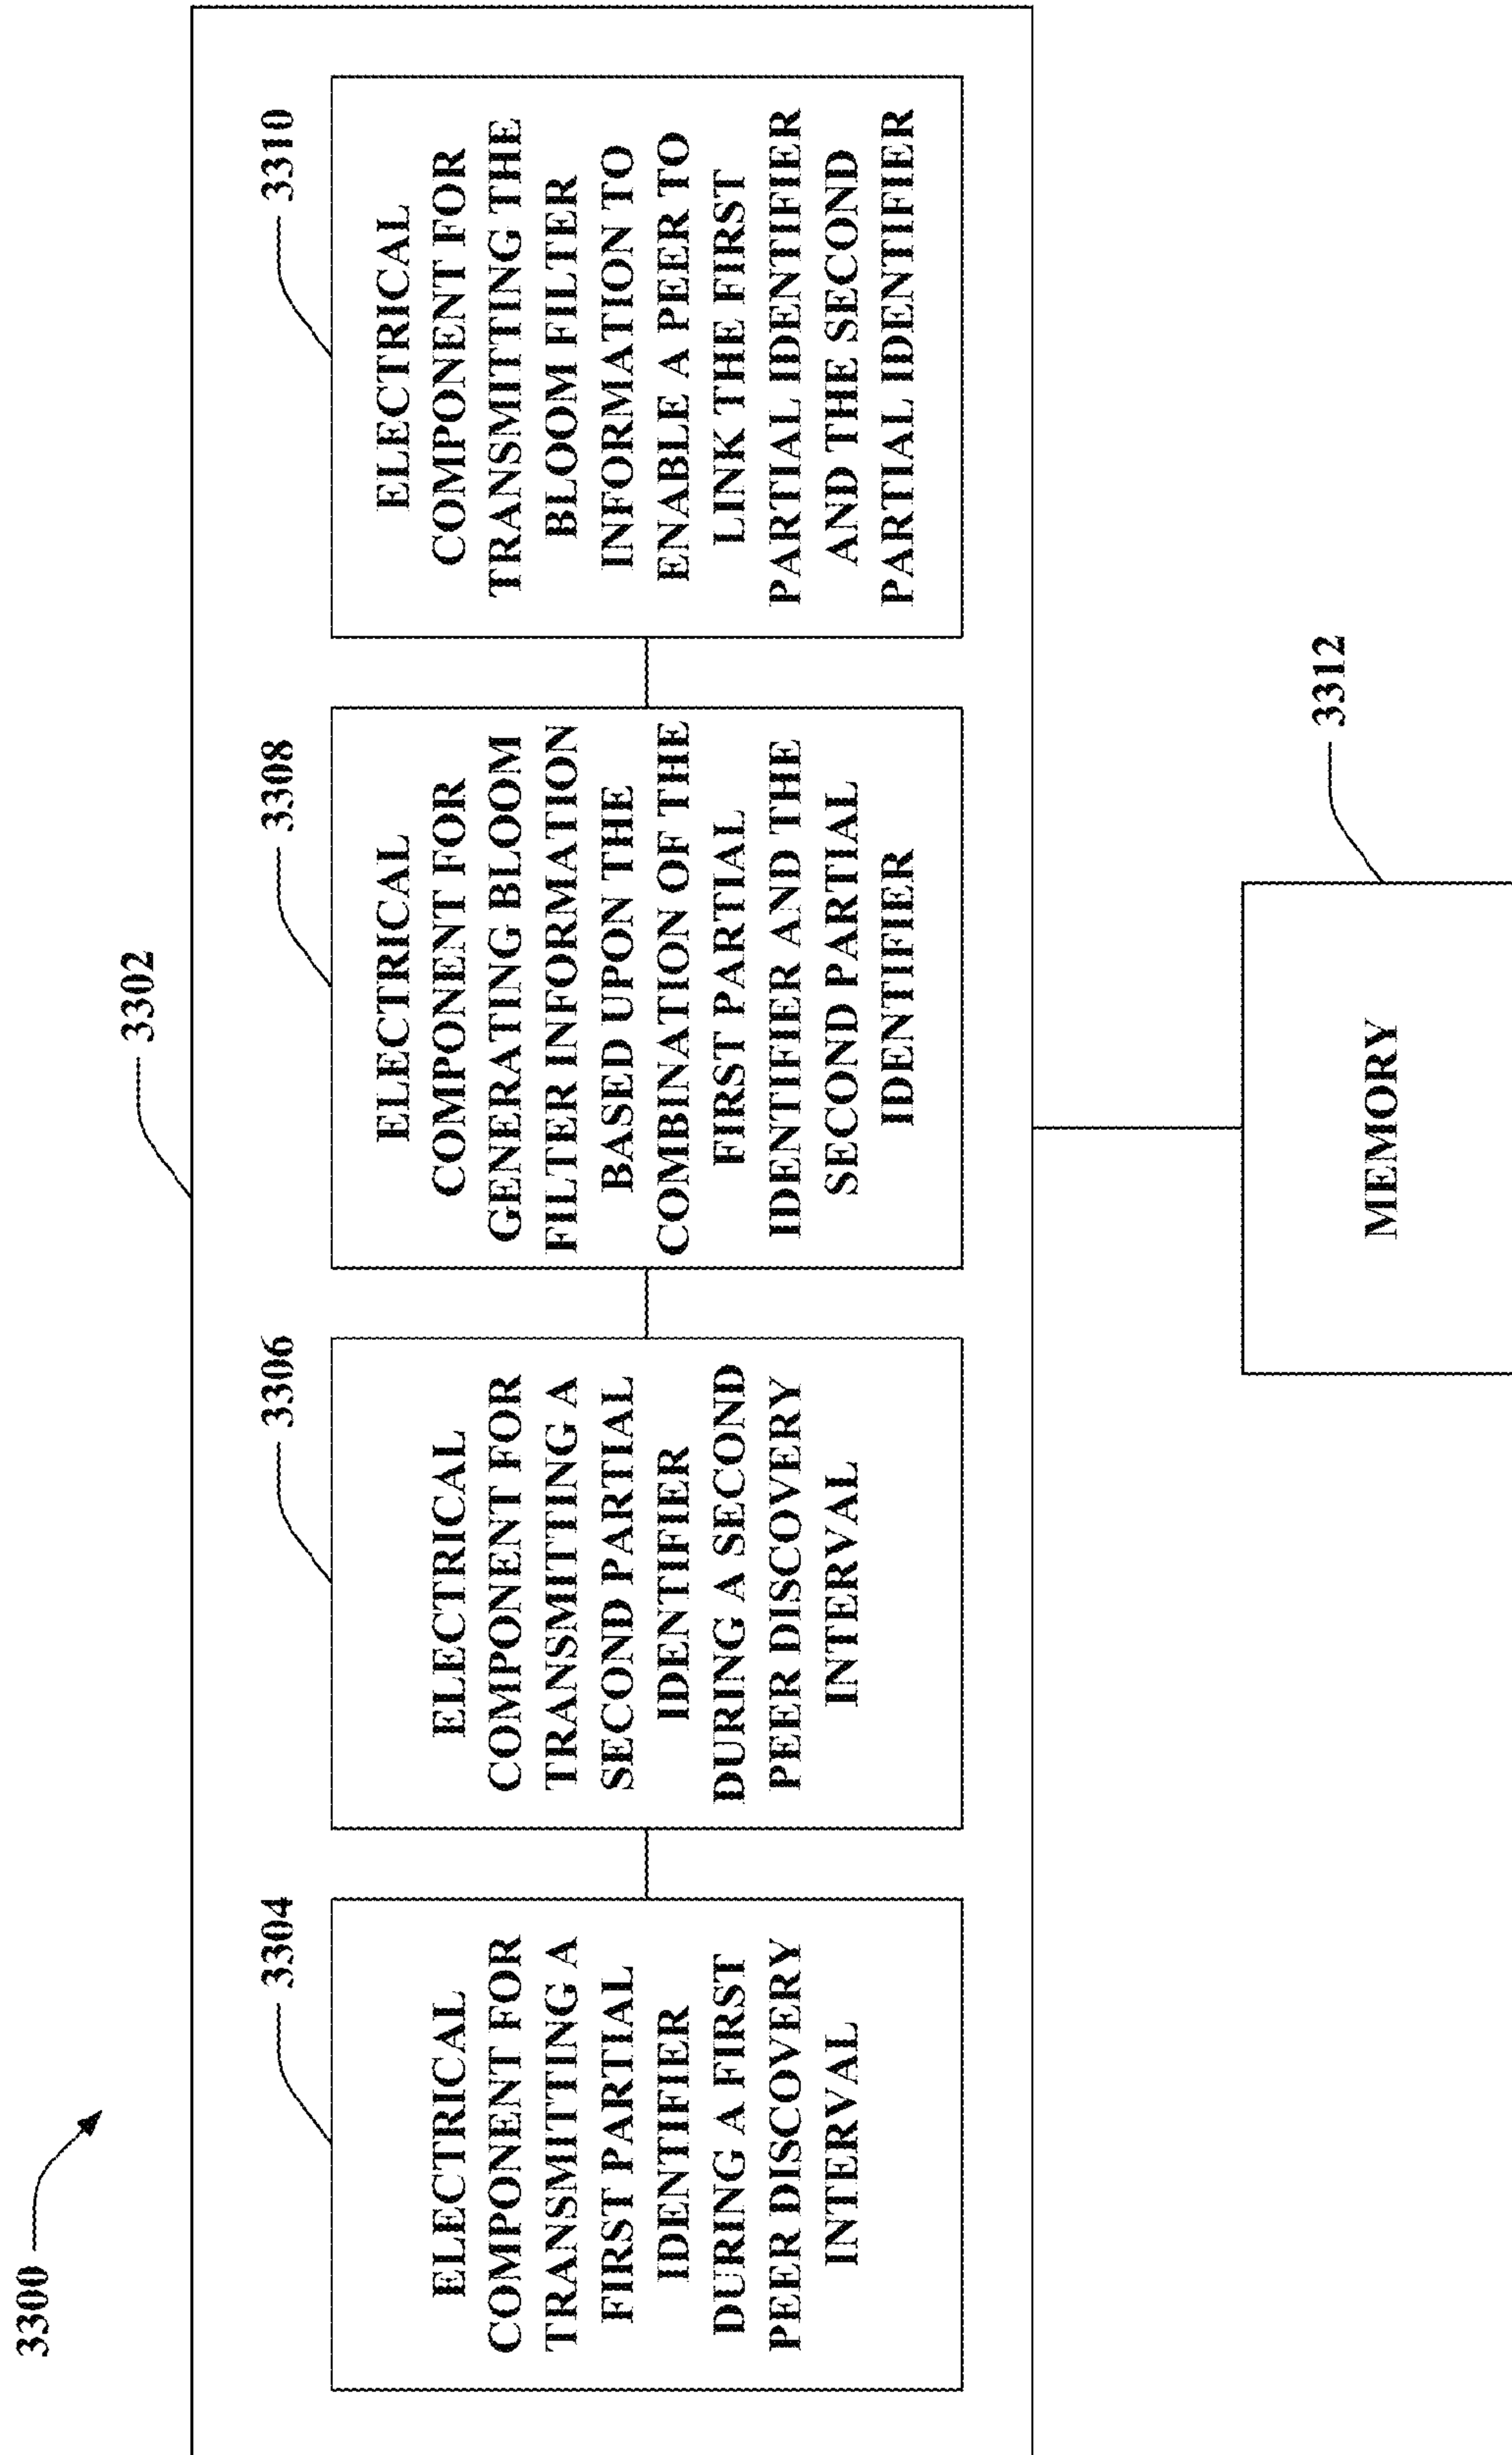 3300
3302
3304
ELECTRICAL
COMPONENT FOR
TRANSMITTING A
FIRST PARTIAL
IDENTIFIER
DURING A FIRST
PEER DISCOVERY
INTERVAL
3306
ELECTRICAL
COMPONENT FOR
TRANSMITTING A
SECOND PARTIAL
IDENTIFIER
DURING A SECOND
PEER DISCOVERY
INTERVAL
3308
ELECTRICAL
COMPONENT FOR
GENERATING BLOOM
FILTER INFORMATION
BASED UPON THE
COMBINATION OF THE
FIRST PARTIAL
IDENTIFIER AND THE
SECOND PARTIAL
IDENTIFIER
3310
ELECTRICAL
COMPONENT FOR
TRANSMITTING THE
BLOOM FILTER
INFORMATION TO
ENABLE A PEER TO
LINK THE FIRST
PARTIAL IDENTIFIER
AND THE SECOND
PARTIAL IDENTIFIER
3312
MEMORY